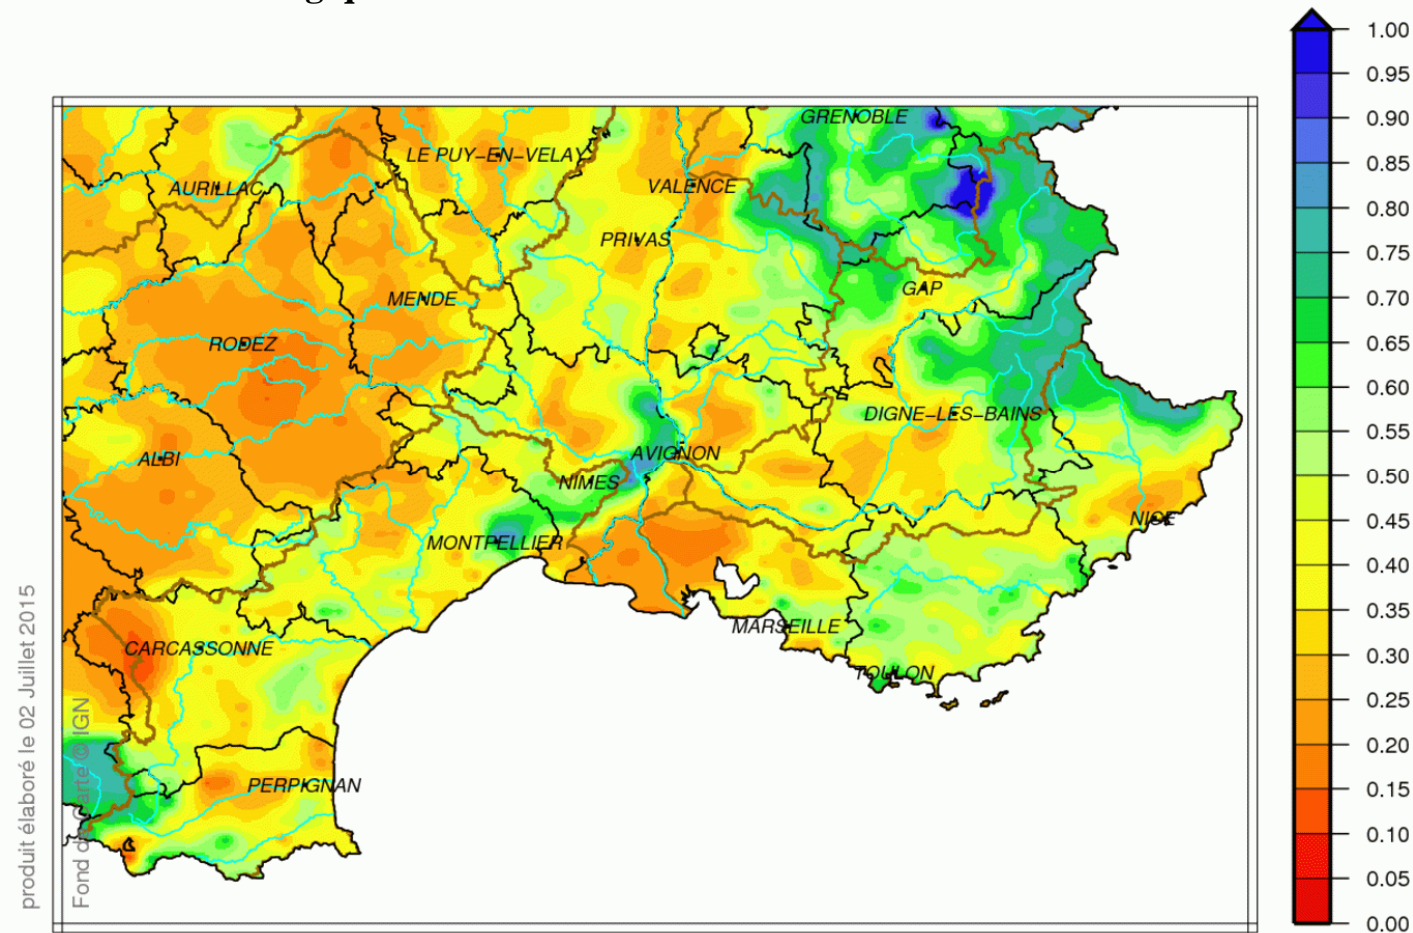 GRENOBLE
LE PUY-EN-VELAY
AURILLAC
VALENCE
PRIVAS
GAP
MENDE
RODEZ
DIGNE-LES-BAINS
ALBI
AVIGNON
NIMES
NICE
MONTPELLIER
MARSEILLE
CARCASSONNE
TOULON
PERPIGNAN
produit élaboré le 02 Juillet 2015
Fond de carte © IGN
1.00
0.95
0.90
0.85
0.80
0.75
0.70
0.65
0.60
0.55
0.50
0.45
0.40
0.35
0.30
0.25
0.20
0.15
0.10
0.05
0.00